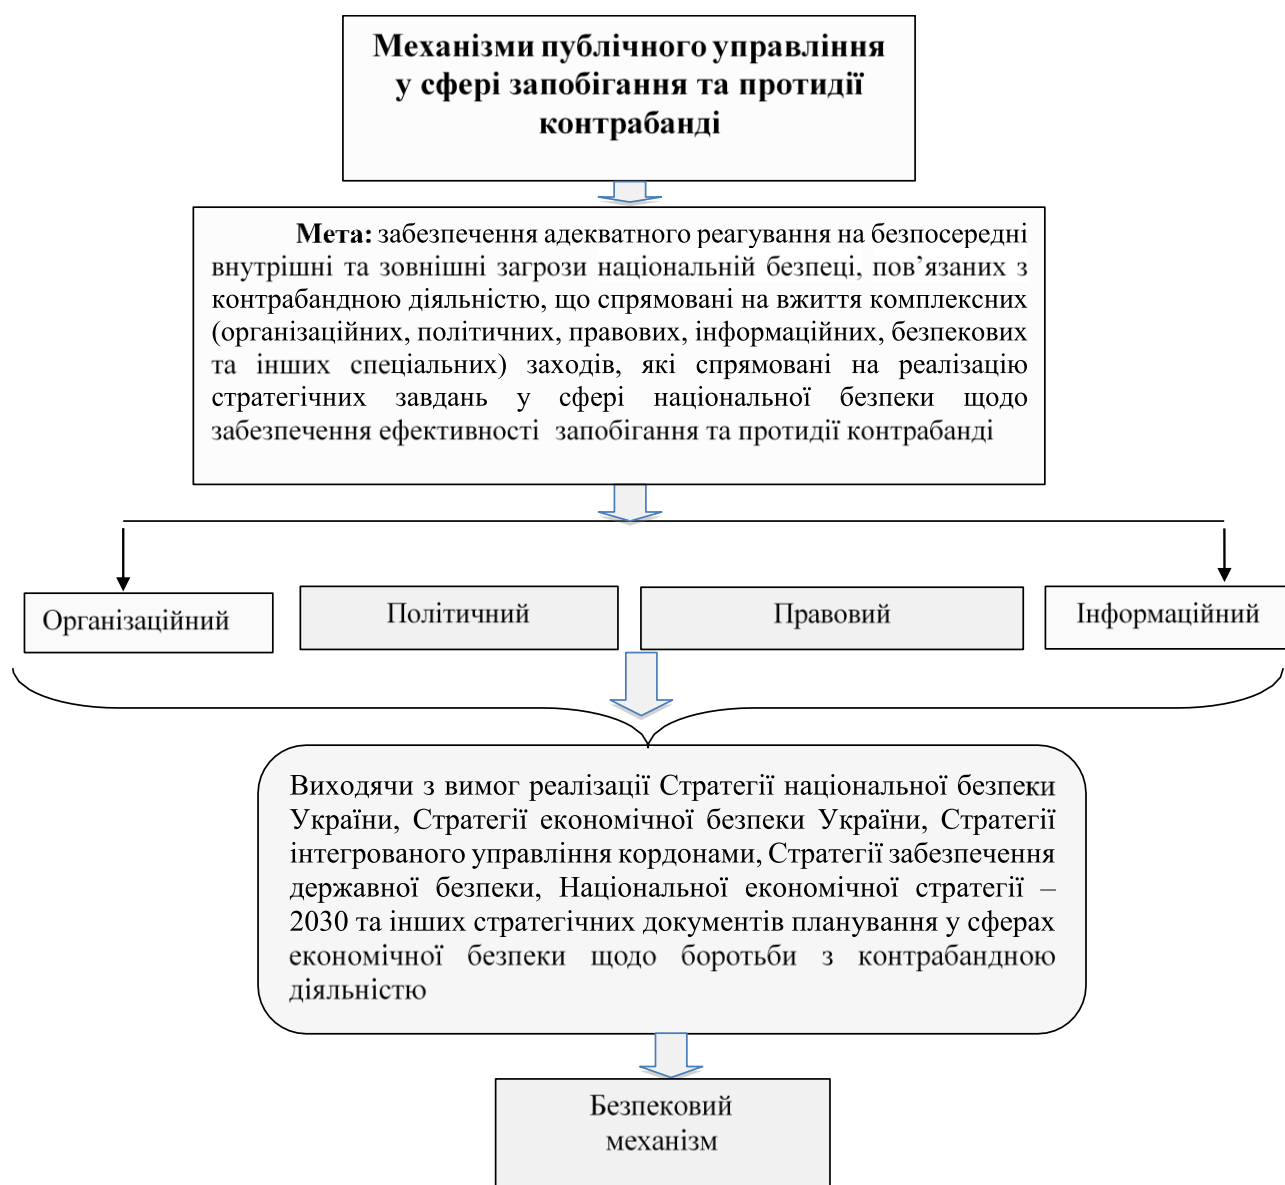 Механізми публічного управління
у сфері запобігання та протидії
контрабанді
Мета: забезпечення адекватного реагування на безпосередні
внутрішні та зовнішні загрози національній безпеці, пов’язаних з
контрабандною діяльністю, що спрямовані на вжиття комплексних
(організаційних, політичних, правових, інформаційних, безпекових
та інших спеціальних) заходів, які спрямовані на реалізацію
стратегічних завдань у сфері національної безпеки щодо
забезпечення ефективності запобігання та протидії контрабанді
Організаційний
Політичний
Правовий
Інформаційний
Виходячи з вимог реалізації Стратегії національної безпеки
України, Стратегії економічної безпеки України, Стратегії
інтегрованого управління кордонами, Стратегії забезпечення
державної безпеки, Національної економічної стратегії –
2030 та інших стратегічних документів планування у сферах
економічної безпеки щодо боротьби з контрабандною
діяльністю
Безпековий
механізм